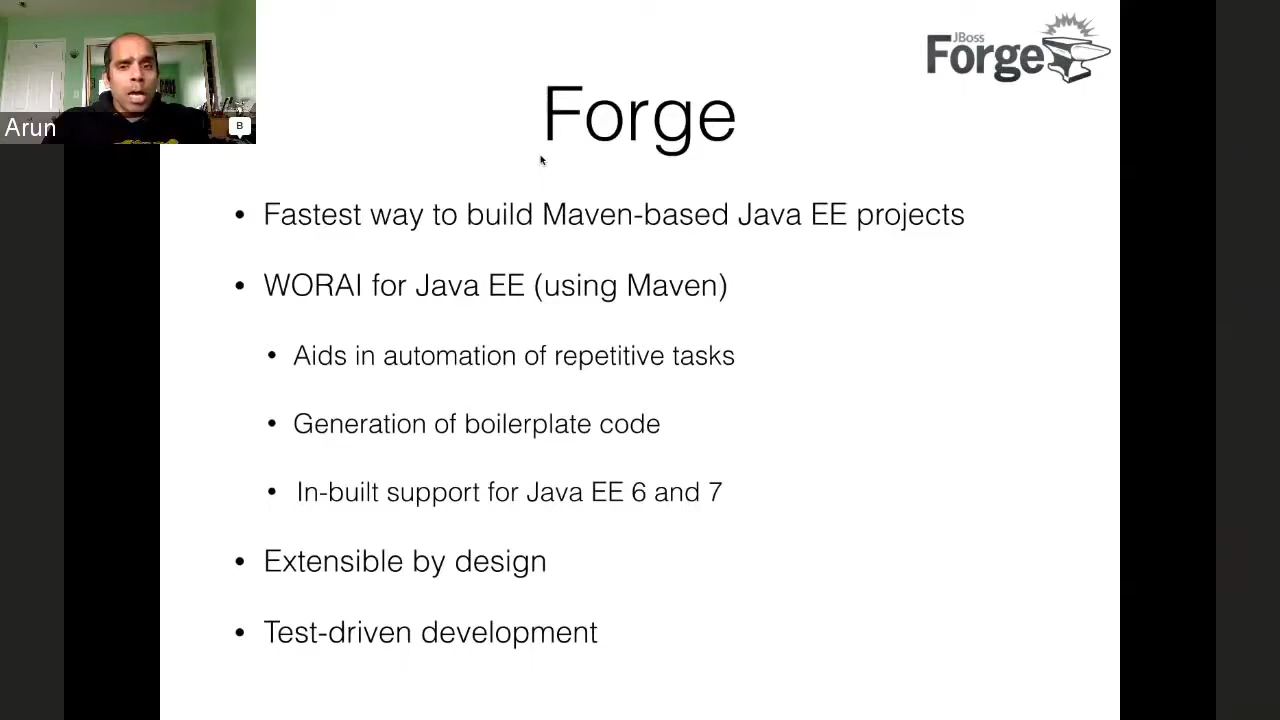 JBoss
Forge
Arun
B
Forge
• Fastest way to build Maven-based Java EE projects
• WORAI for Java EE (using Maven)
• Aids in automation of repetitive tasks
• Generation of boilerplate code
• In-built support for Java EE 6 and 7
• Extensible by design
• Test-driven development